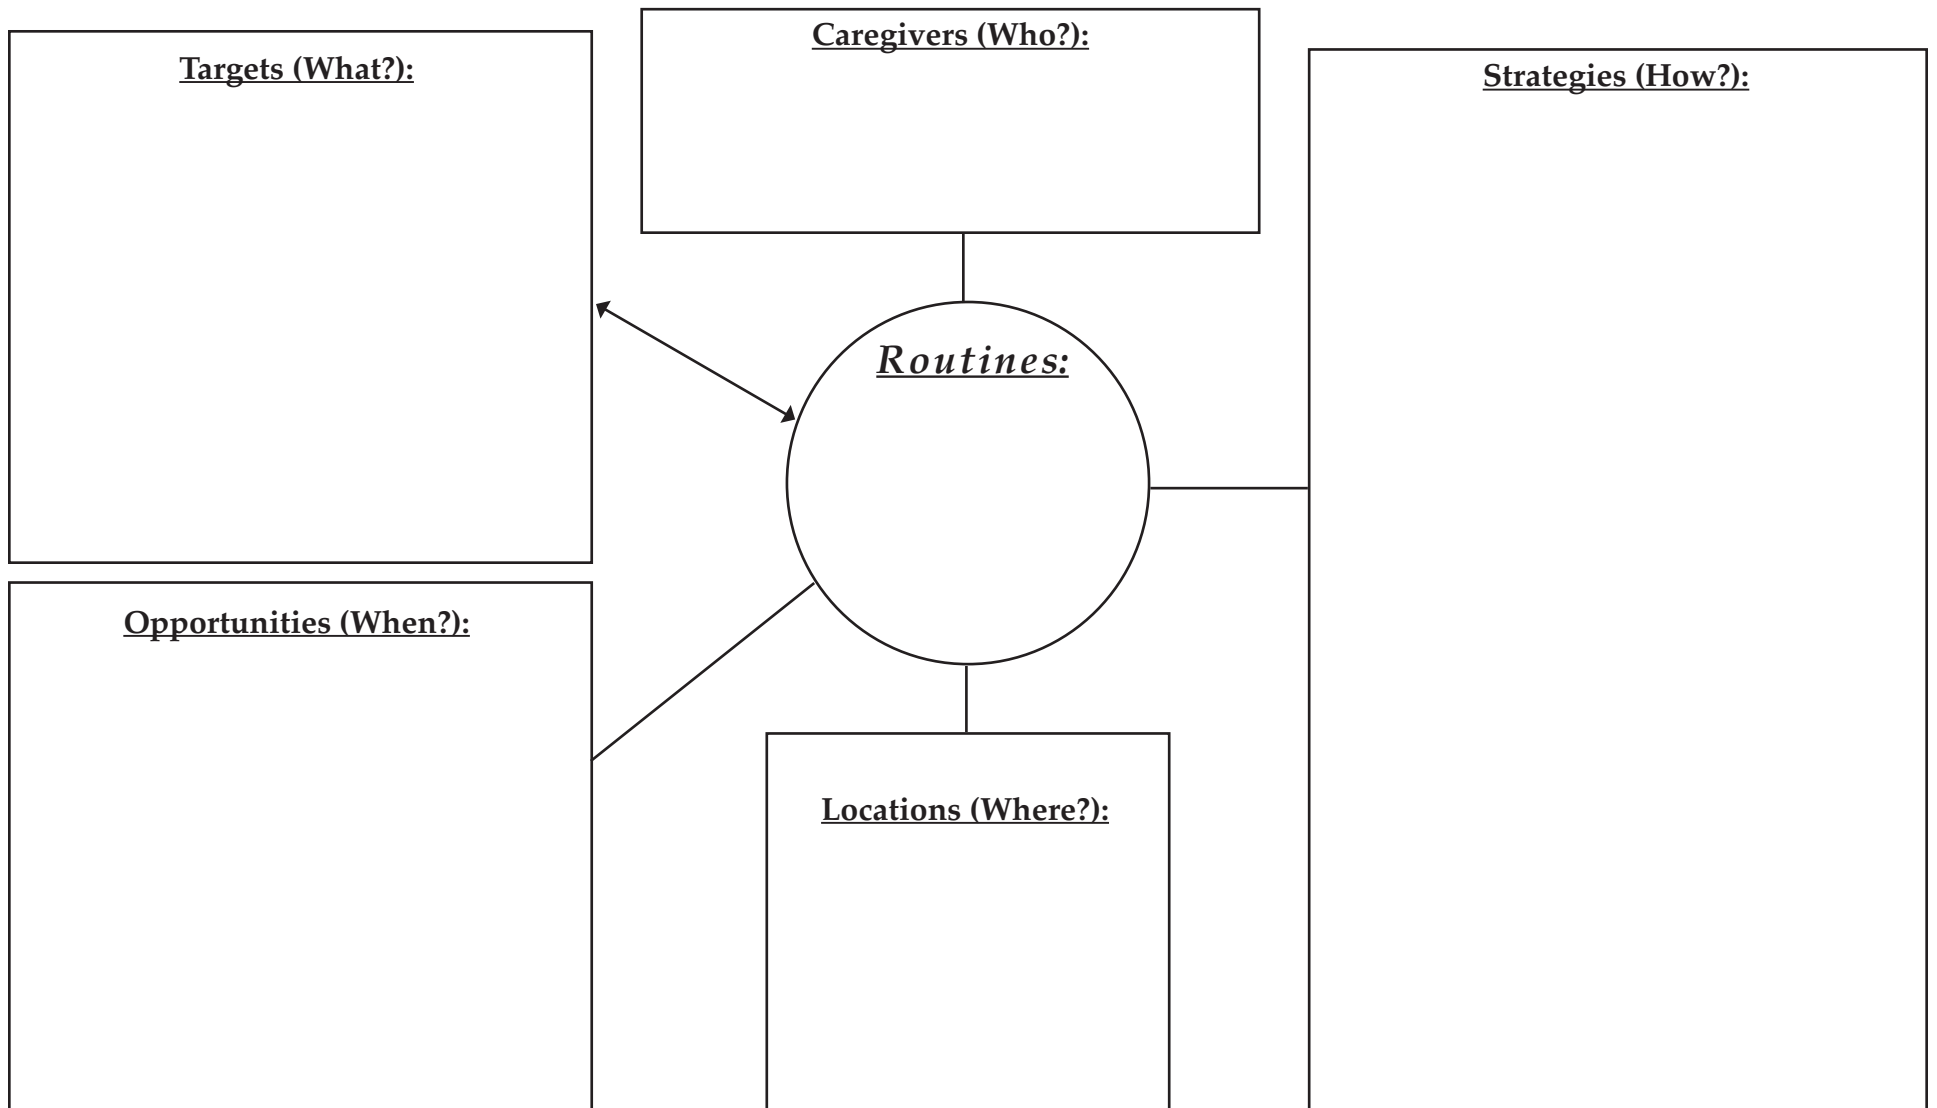 Caregivers (Who?):
Targets (What?):
Strategies (How?):
Routines:
Opportunities (When?):
Locations (Where?):